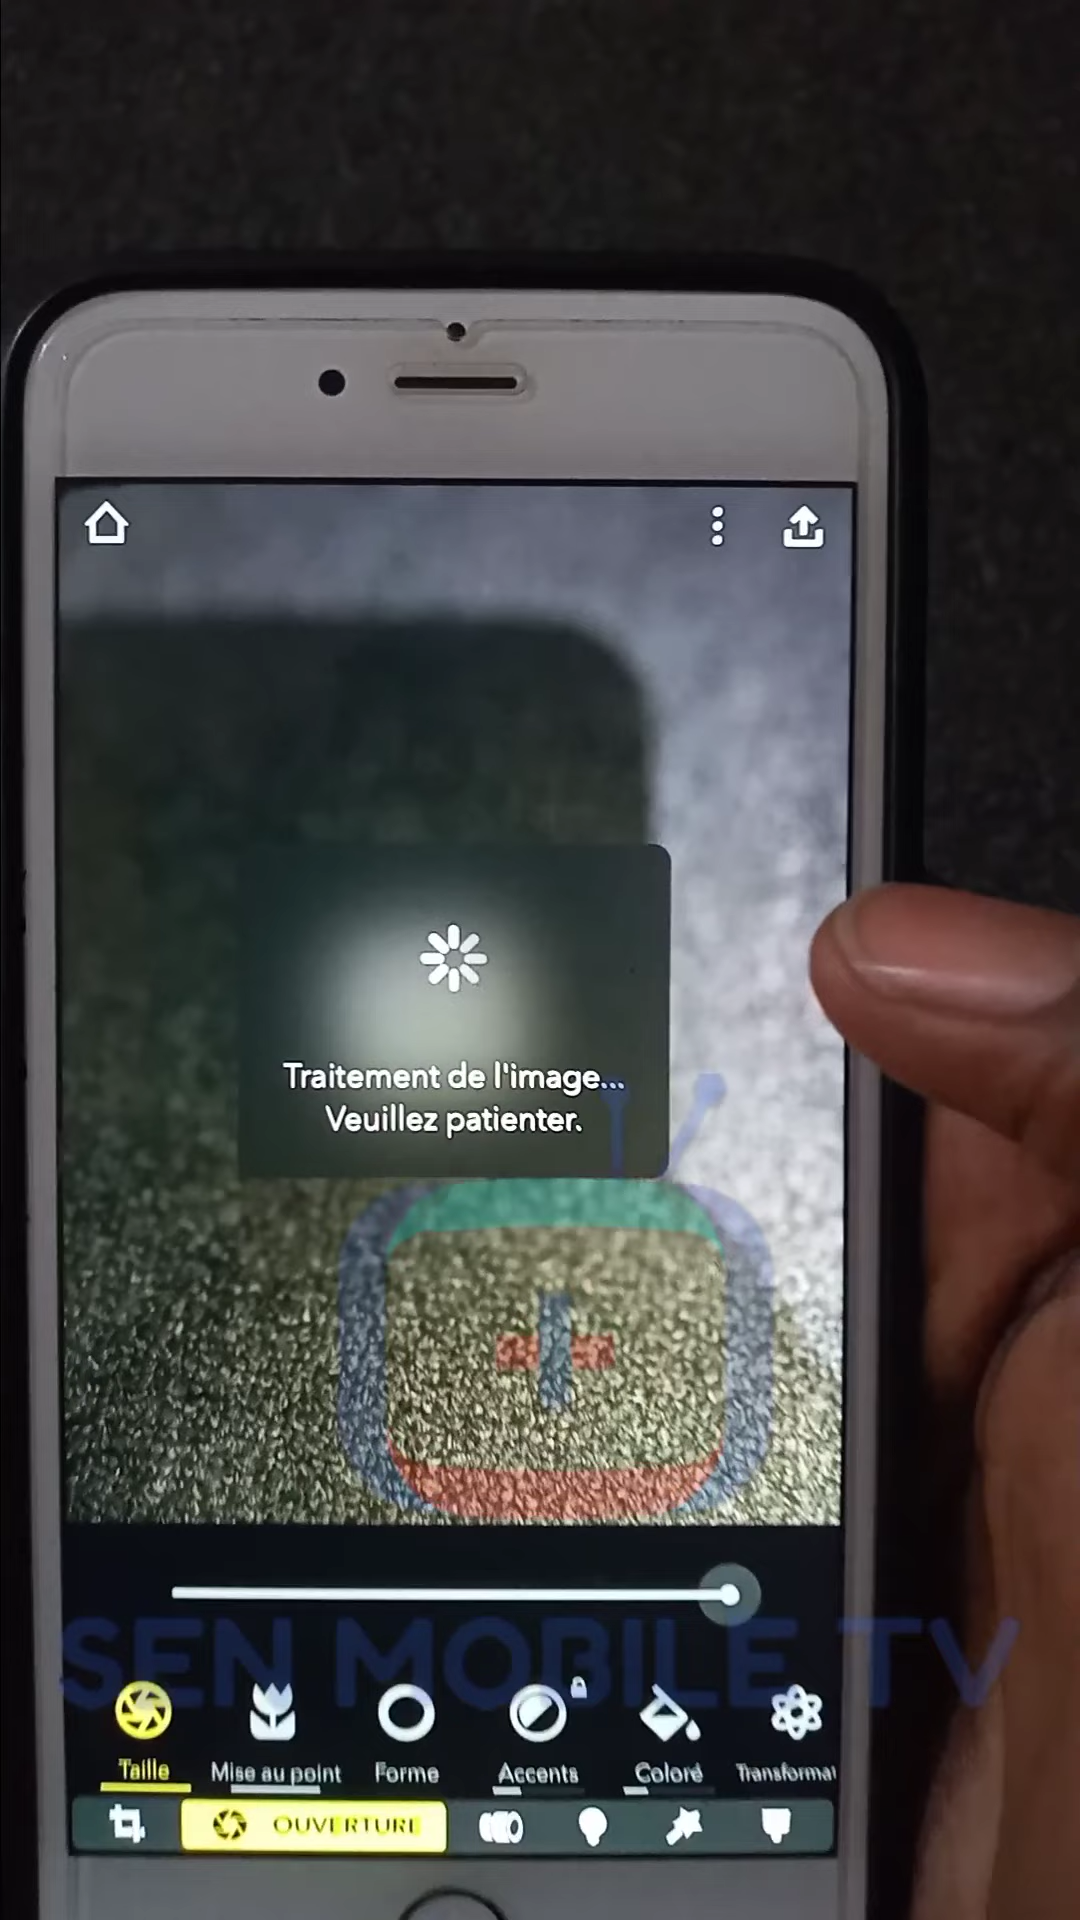 Traitement de l'image...
Veuillez patienter.
SEN MOBILE TV
Taille
Mise au point
Forme
Accents
Coloré
Transformat
OUVERTURE